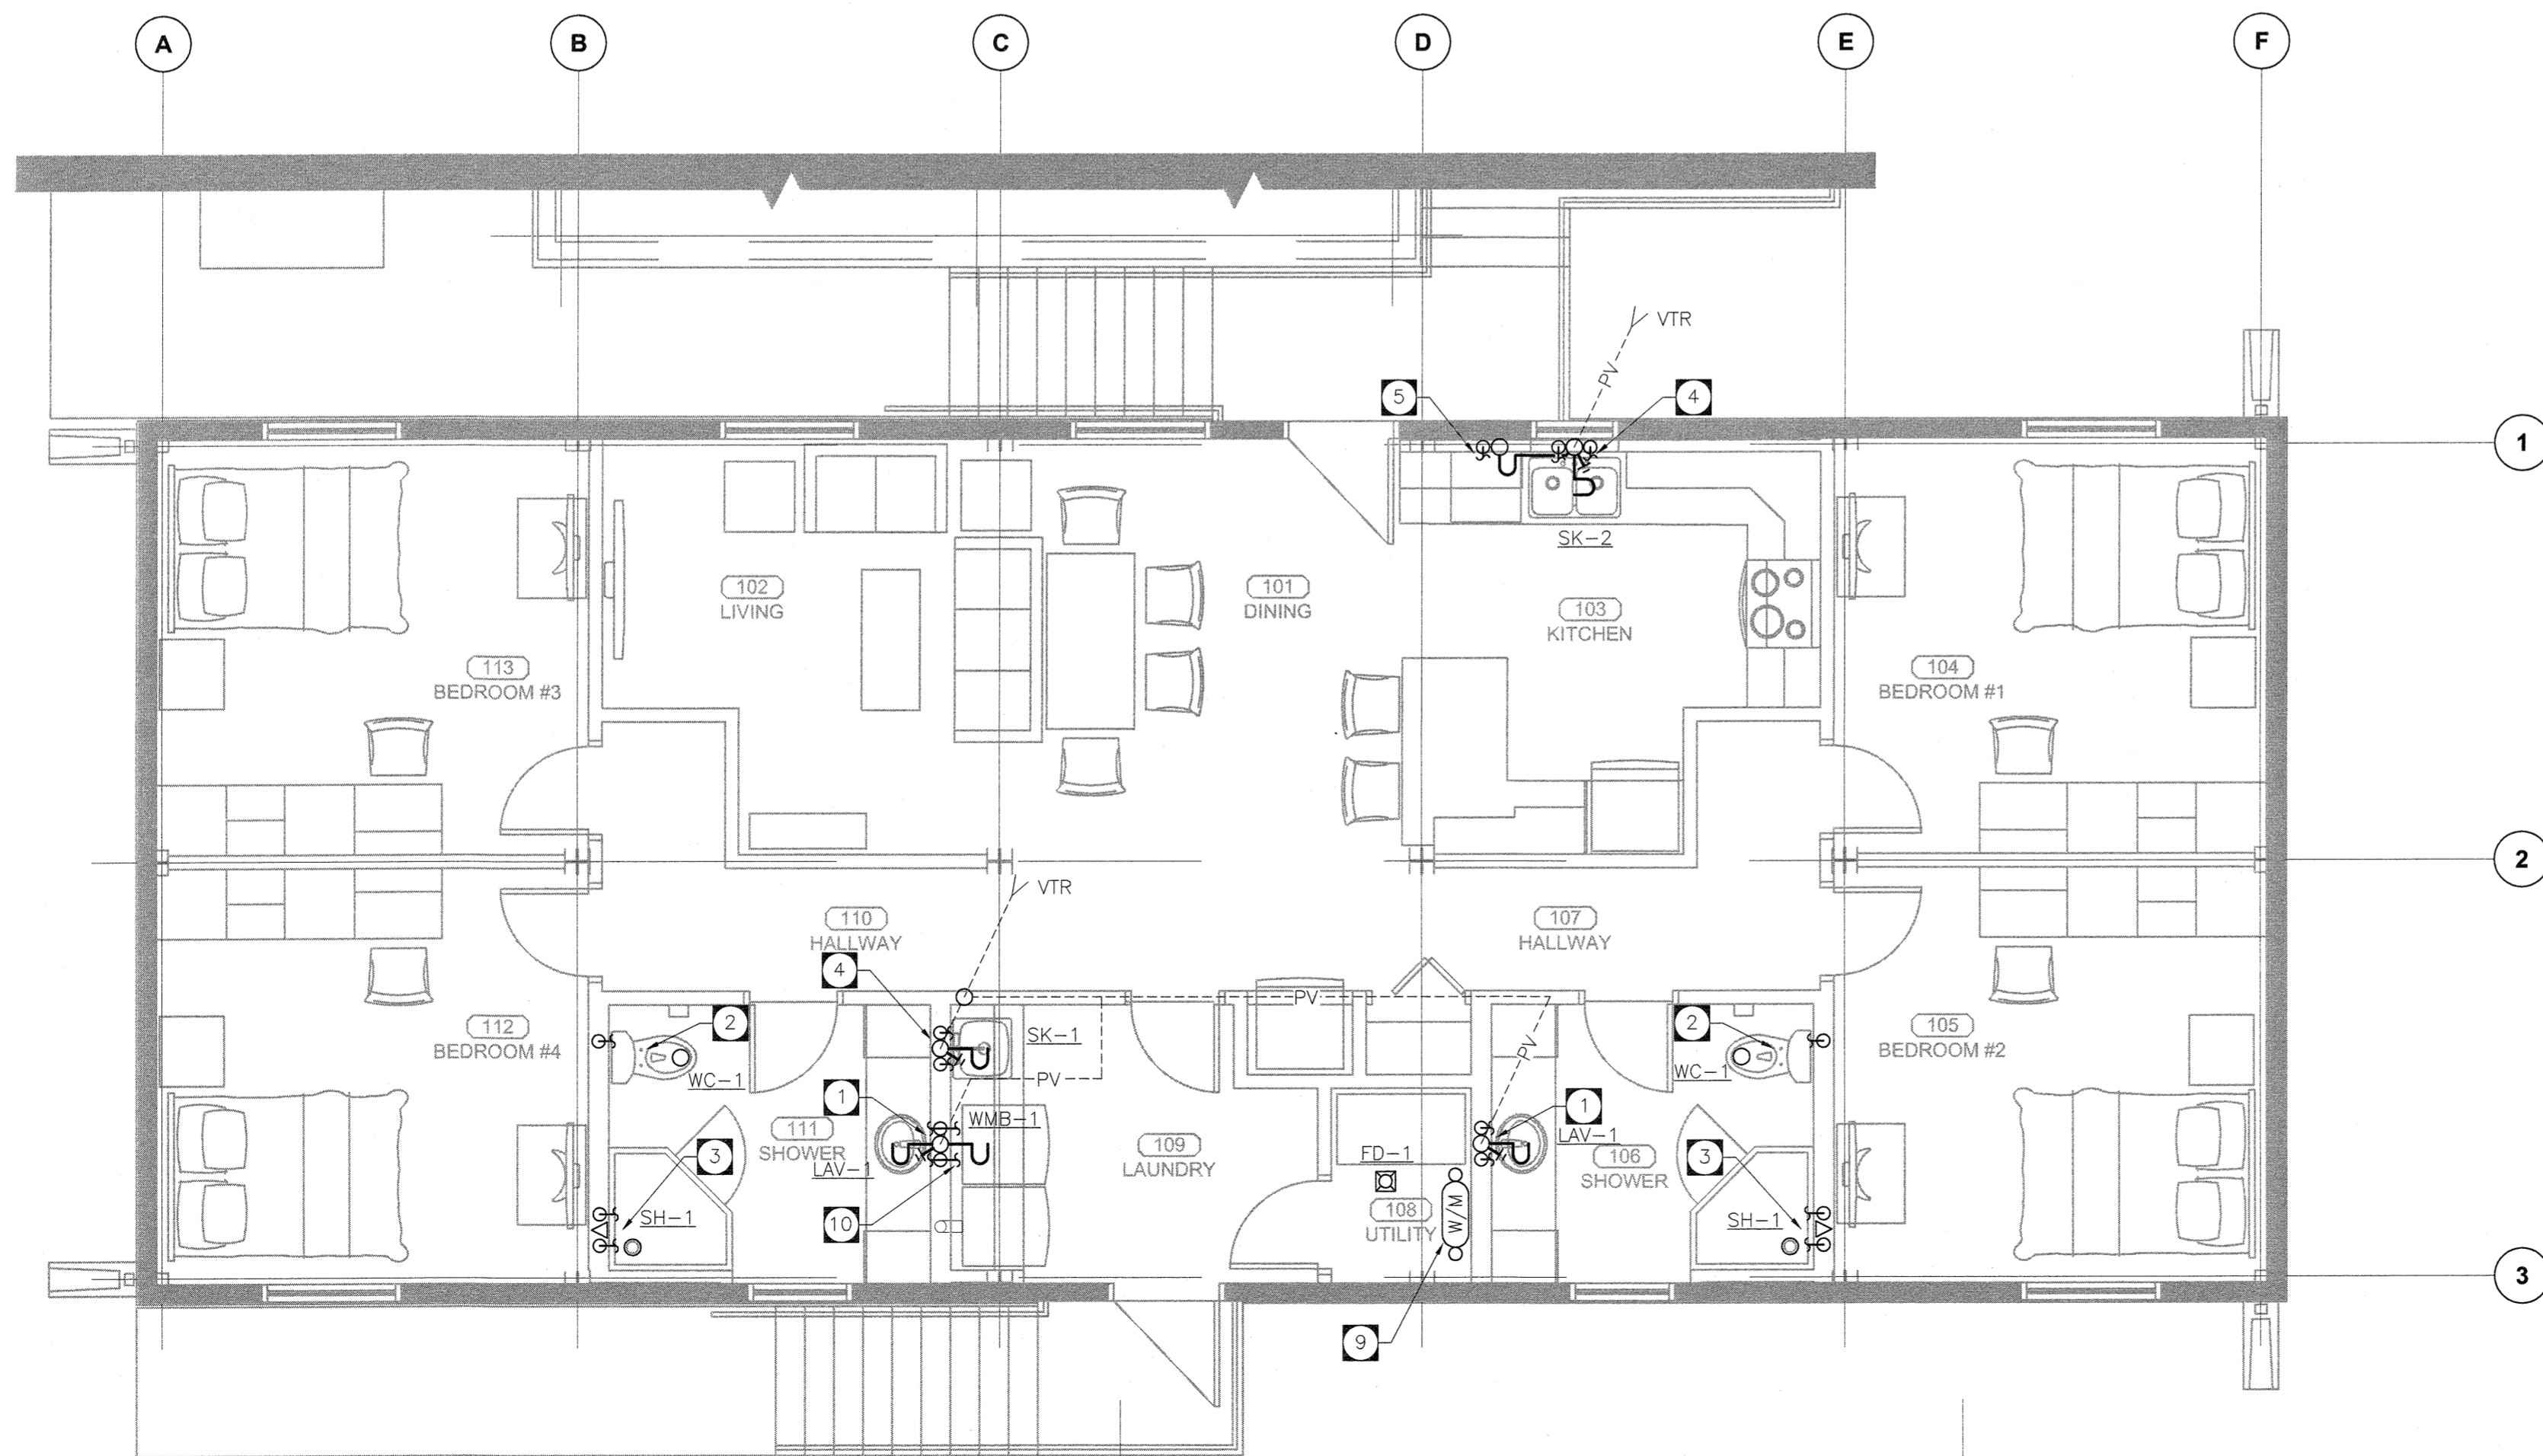 A
B
C
D
E
F
VTR
PV
5
4
1
SK-2
102
LIVING
101
DINING
103
KITCHEN
113
BEDROOM #3
104
BEDROOM #1
2
VTR
110
HALLWAY
107
HALLWAY
4
PV
2
SK-1
2
112
BEDROOM #4
105
BEDROOM #2
PV
WC-1
PV
WC-1
1
WMB-1
1
111
SHOWER
LAV-1
109
LAUNDRY
FD-1
LAV-1
106
SHOWER
3
3
10
SH-1
108
UTILITY
W/M
SH-1
3
9